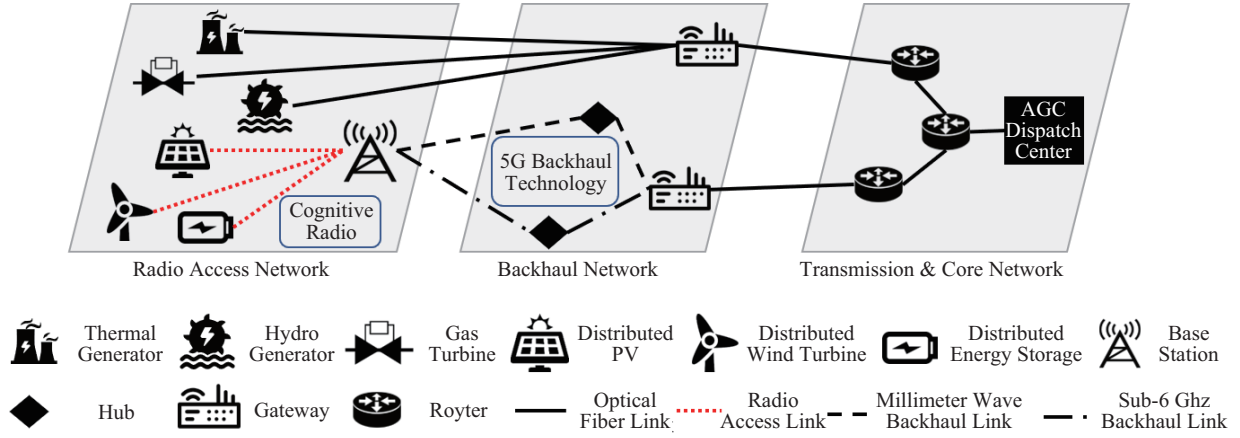 AGC
Dispatch
Center
5G Backhaul
Technology
Cognitive
Radio
Radio Access Network
Backhaul Network
Transmission & Core Network
Thermal
Generator
Hydro
Generator
Gas
Turbine
Distributed
PV
Distributed
Wind Turbine
Distributed
Energy Storage
Base
Station
Hub
Gateway
Royter
Optical
Fiber Link
Radio
Access Link
Millimeter Wave
Backhaul Link
Sub-6 Ghz
Backhaul Link